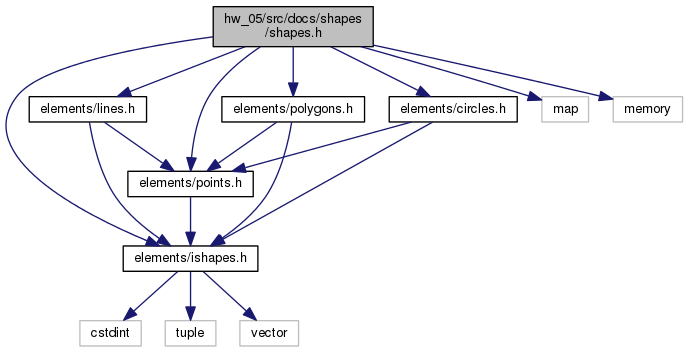 hw_05/src/docs/shapes
/shapes.h
elements/lines.h
elements/polygons.h
elements/circles.h
map
memory
elements/points.h
elements/ishapes.h
cstdint
tuple
vector